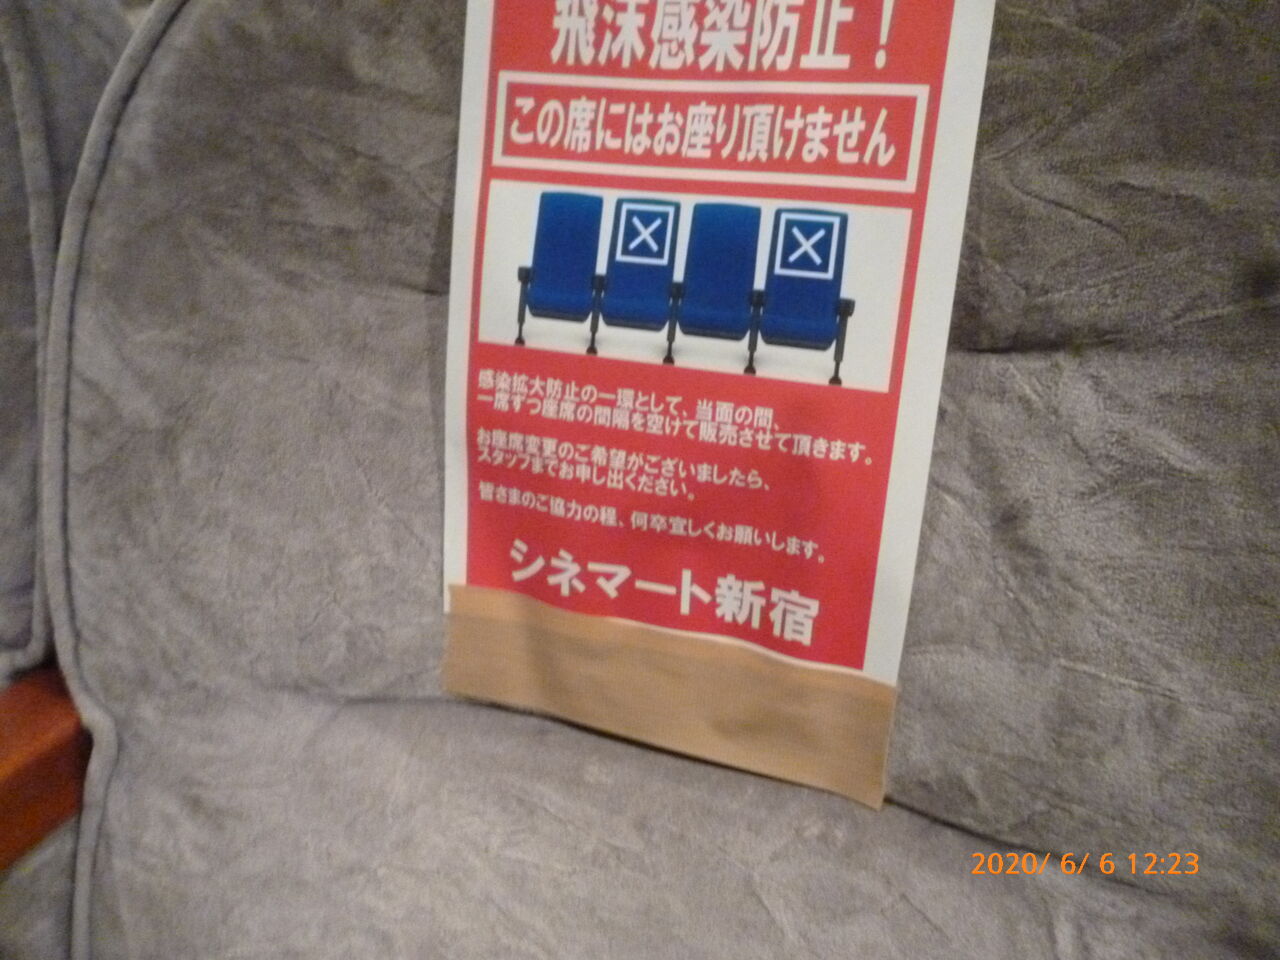 飛沫感染防止!
この席にはお座り頂けません
感染拡大防止の一環として、当面の間、
一席ずつ座席の間隔を空けて販売させて頂きます。
お座席変更のご希望がございましたら、
スタッフまでお申し出ください。
皆さまのご協力の程、何卒宜しくお願いします。
シネマート新宿
2020/ 6/ 6 12:23